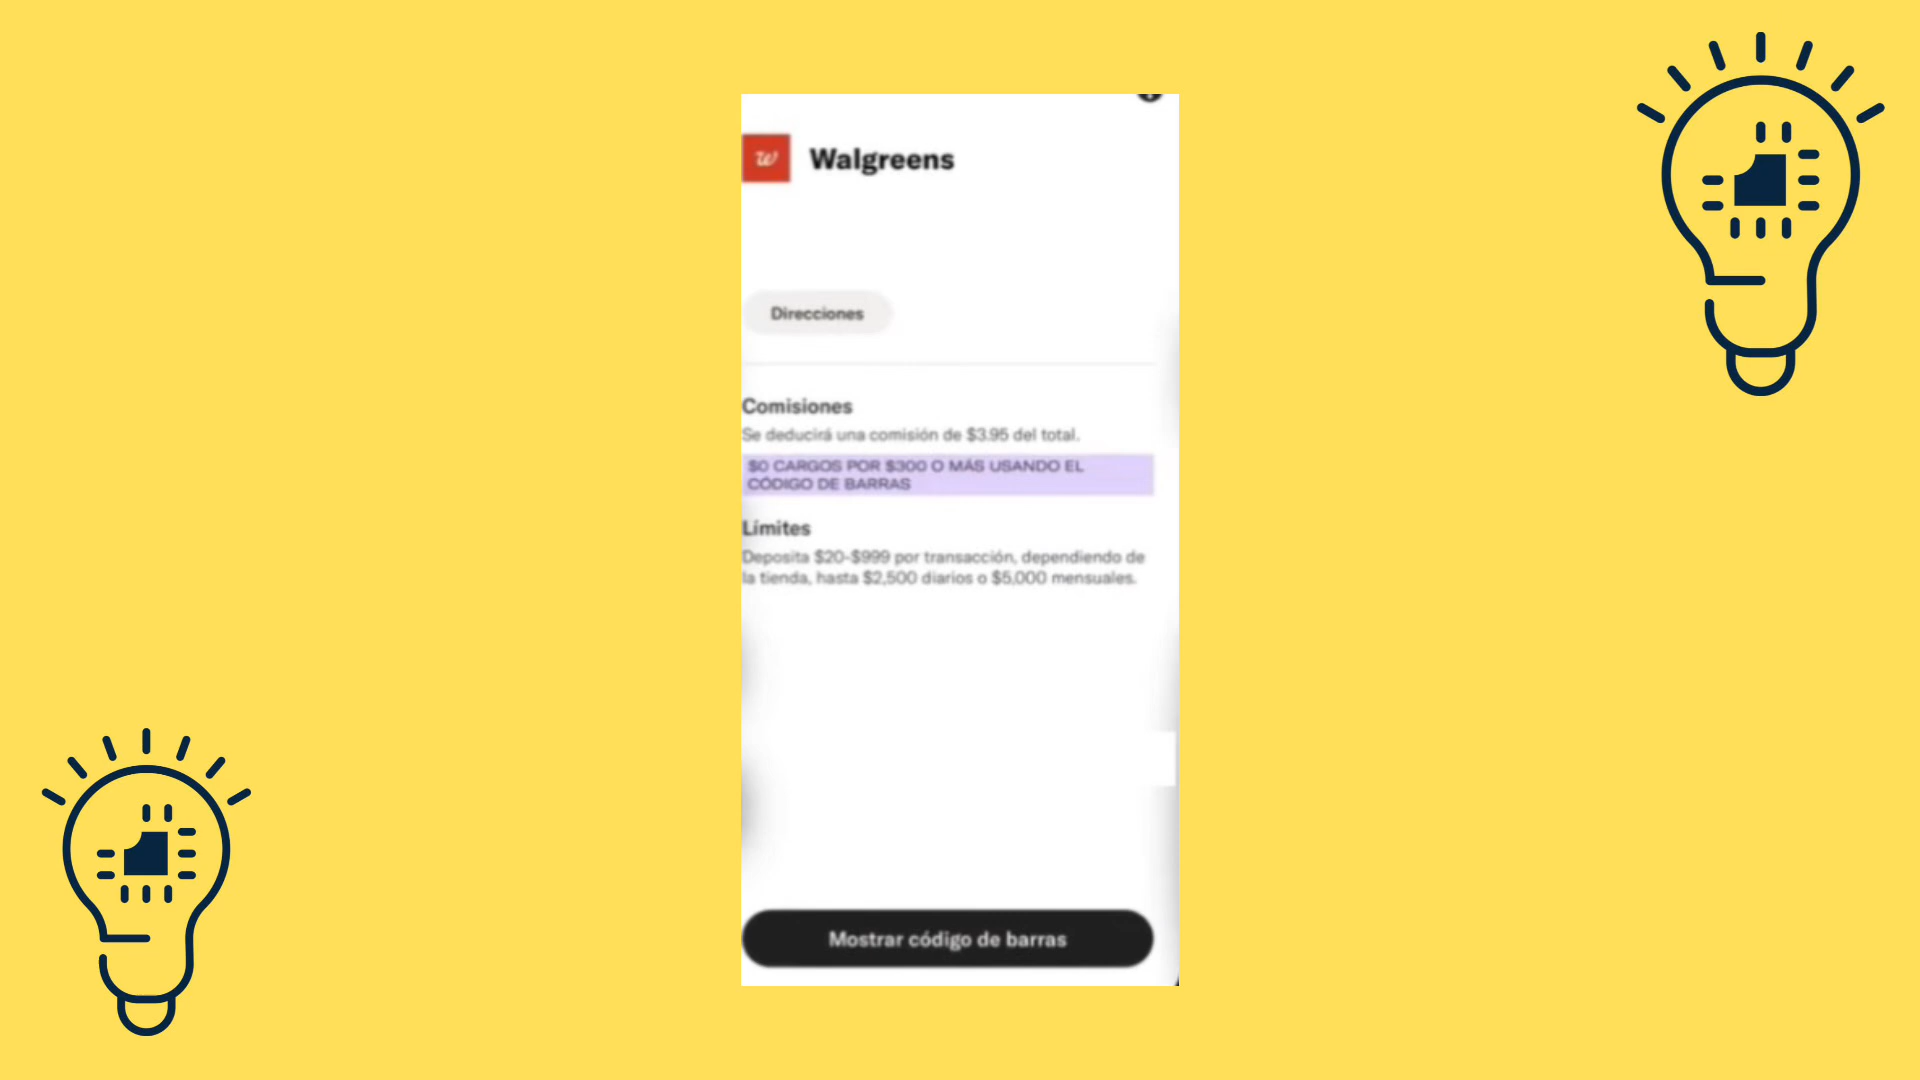 Walgreens
Direcciones
Comisiones
Se deducirá una comisión de $3.95 del total.
$0 CARGOS POR $300 O MÁS USANDO EL
CÓDIGO DE BARRAS
Límites
Deposita $20-$999 por transacción, dependiendo de
la tienda, hasta $2,500 diarios o $5,000 mensuales.
Mostrar código de barras